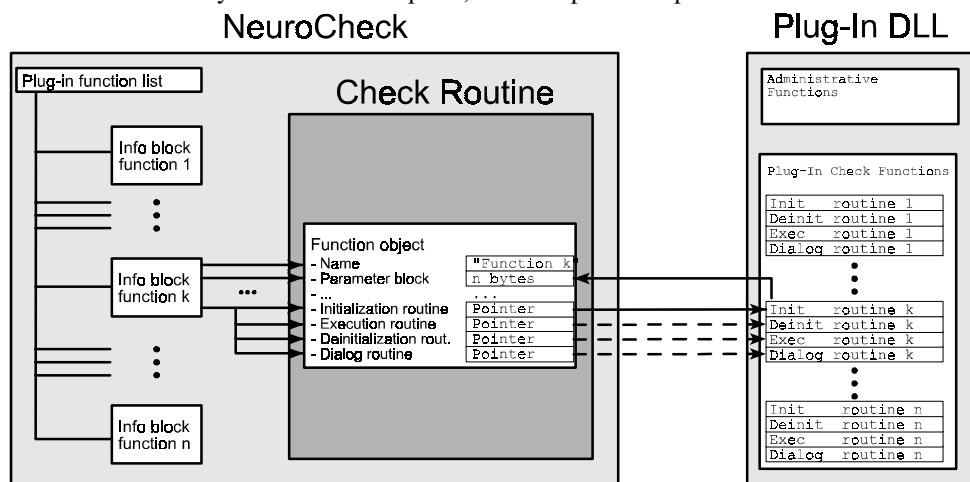 NeuroCheck
Plug-In DLL
Plug-in function list
Check Routine
Info block
function 1
Info block
function k
...
Info block
function n
Function object
- Name "Function k"
- Parameter block n bytes
- ... ...
- Initialization routine Pointer
- Execution routine Pointer
- Deinitialization rout. Pointer
- Dialog routine Pointer
Administrative
Functions
Plug-In Check Functions
Init routine 1
Deinit routine 1
Exec routine 1
Dialog routine 1
Init routine k
Deinit routine k
Exec routine k
Dialog routine k
Init routine n
Deinit routine n
Exec routine n
Dialog routine n